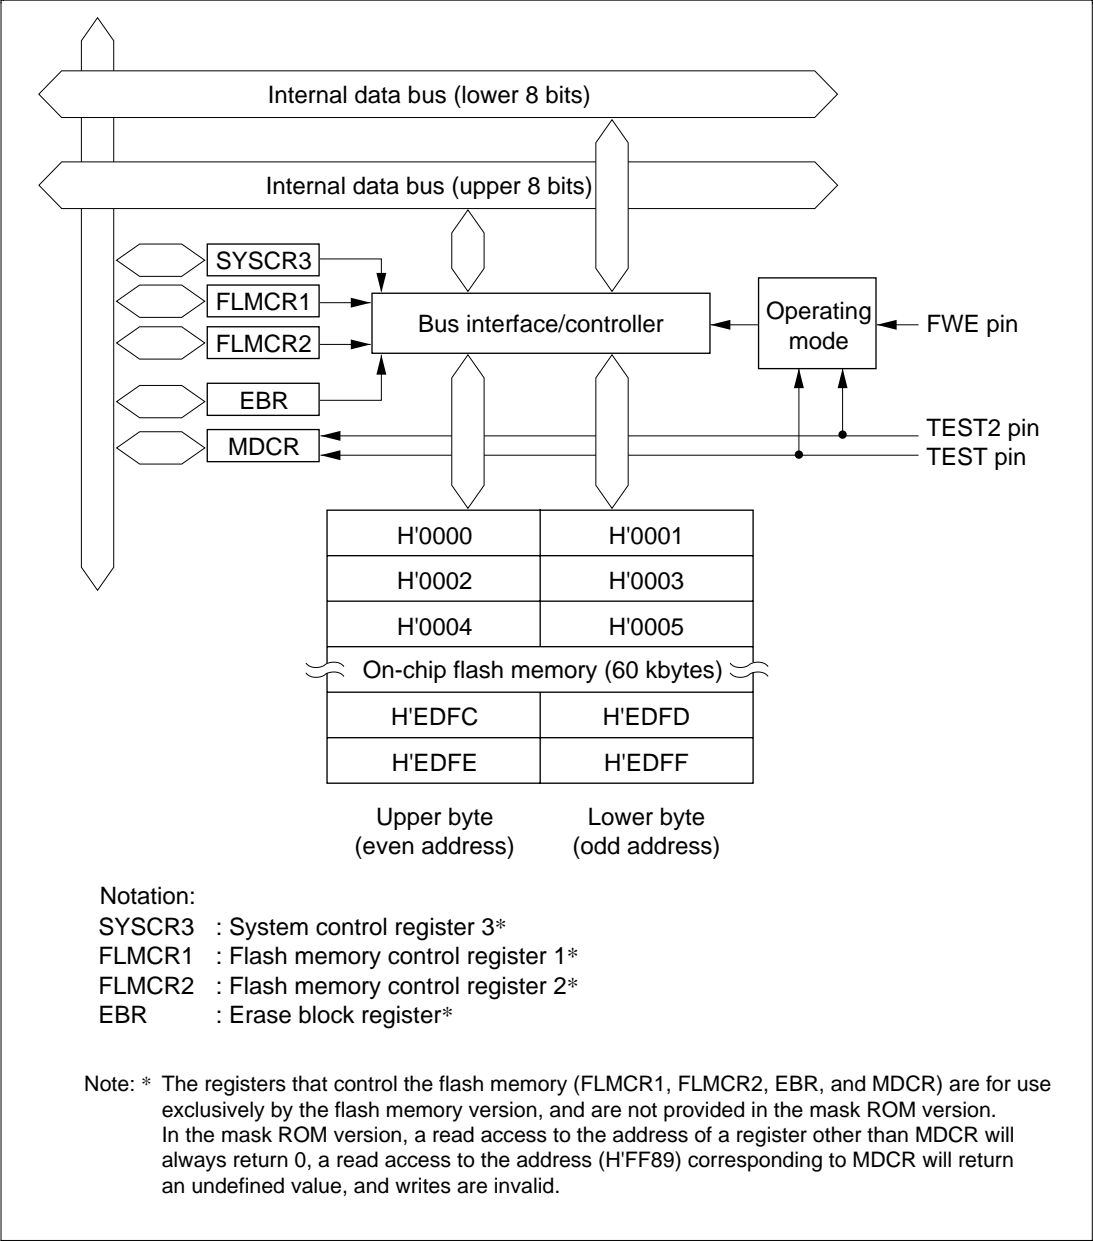 Internal data bus (lower 8 bits)
Internal data bus (upper 8 bits)
SYSCR3
FLMCR1
FLMCR2
EBR
MDCR
Bus interface/controller
Operating
mode
FWE pin
TEST2 pin
TEST pin
H'0000 H'0001
H'0002 H'0003
H'0004 H'0005
On-chip flash memory (60 kbytes)
H'EDFC H'EDFD
H'EDFE H'EDFF
Upper byte Lower byte
(even address) (odd address)
Notation:
SYSCR3 : System control register 3*
FLMCR1 : Flash memory control register 1*
FLMCR2 : Flash memory control register 2*
EBR : Erase block register*
Note: * The registers that control the flash memory (FLMCR1, FLMCR2, EBR, and MDCR) are for use
exclusively by the flash memory version, and are not provided in the mask ROM version.
In the mask ROM version, a read access to the address of a register other than MDCR will
always return 0, a read access to the address (H'FF89) corresponding to MDCR will return
an undefined value, and writes are invalid.